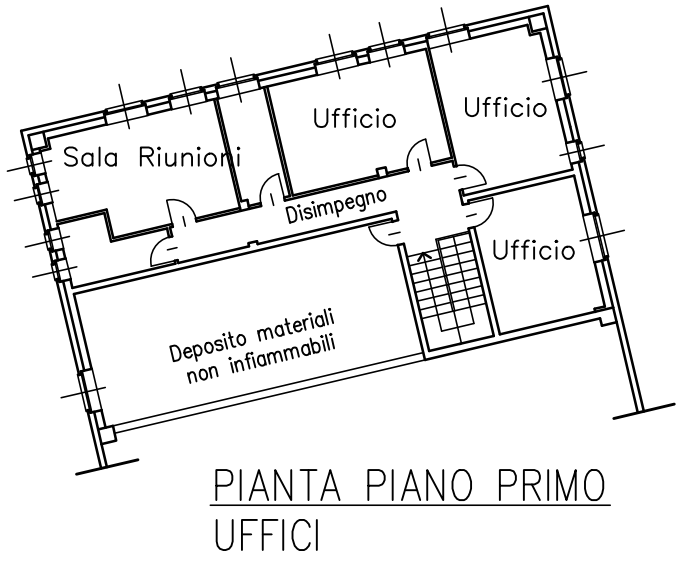 Ufficio
Ufficio
Sala Riunioni
Disimpegno
Ufficio
Deposito materiali
non infiammabili
PIANTA PIANO PRIMO
UFFICI